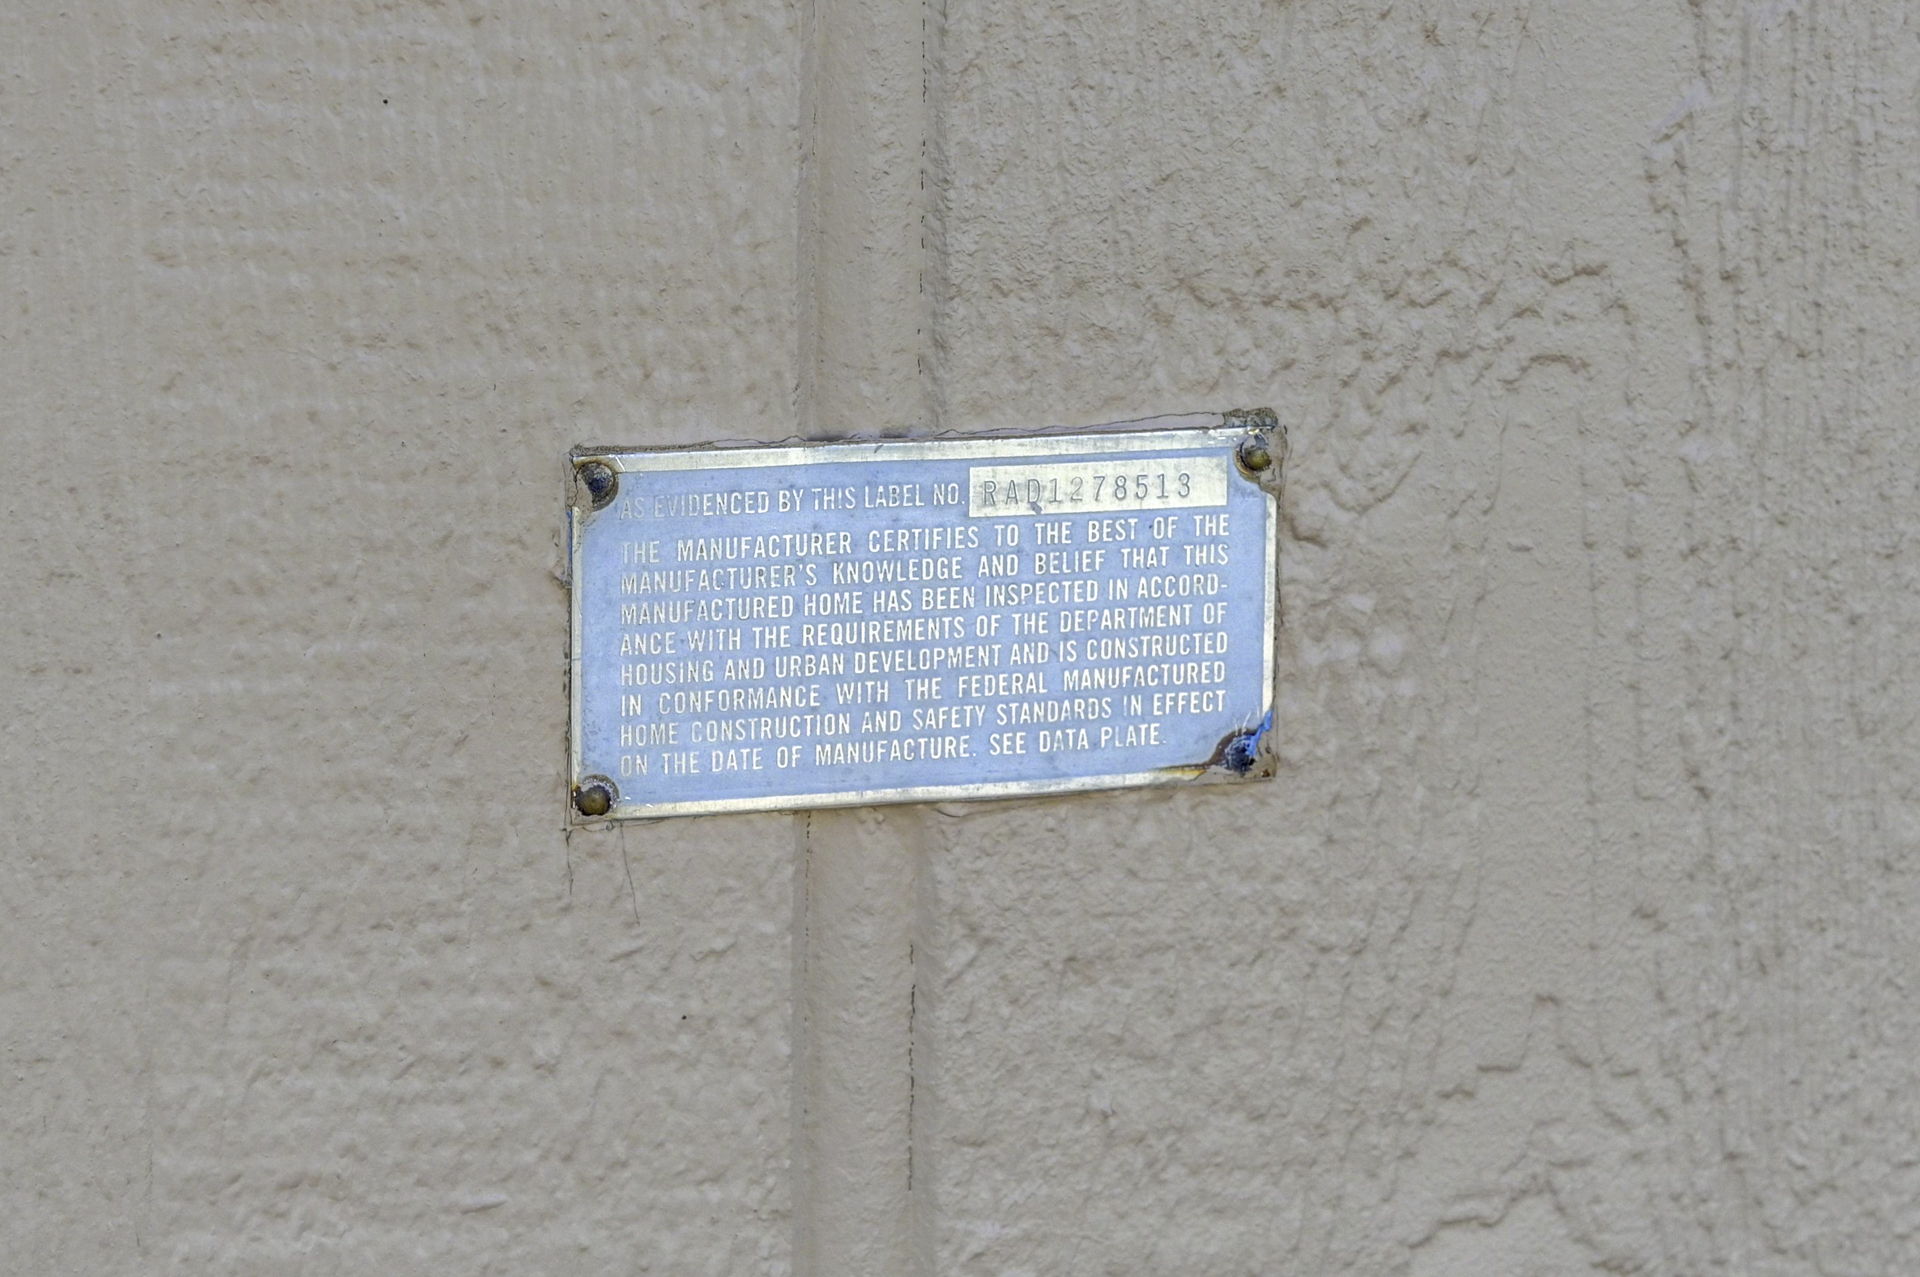 AS EVIDENCED BY THIS LABEL NO. RAD1278513
THE MANUFACTURER CERTIFIES TO THE BEST OF THE
MANUFACTURER'S KNOWLEDGE AND BELIEF THAT THIS
MANUFACTURED HOME HAS BEEN INSPECTED IN ACCORD-
ANCE WITH THE REQUIREMENTS OF THE DEPARTMENT OF
HOUSING AND URBAN DEVELOPMENT AND IS CONSTRUCTED
IN CONFORMANCE WITH THE FEDERAL MANUFACTURED
HOME CONSTRUCTION AND SAFETY STANDARDS IN EFFECT
ON THE DATE OF MANUFACTURE. SEE DATA PLATE.